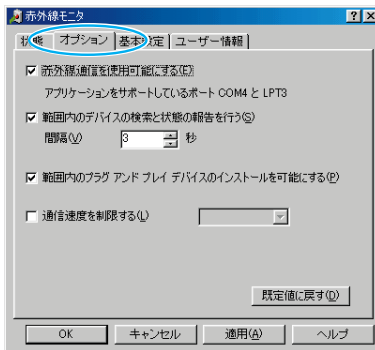 赤外線モニタ
状態 オプション 基本設定 ユーザー情報
赤外線通信を使用可能にする(E)
アプリケーションをサポートしているポート COM4 と LPT3
範囲内のデバイスの検索と状態の報告を行う(S)
間隔(V) 3 秒
範囲内のプラグ アンド プレイ デバイスのインストールを可能にする(P)
通信速度を制限する(L)
既定値に戻す(D)
OK キャンセル 適用(A) ヘルプ